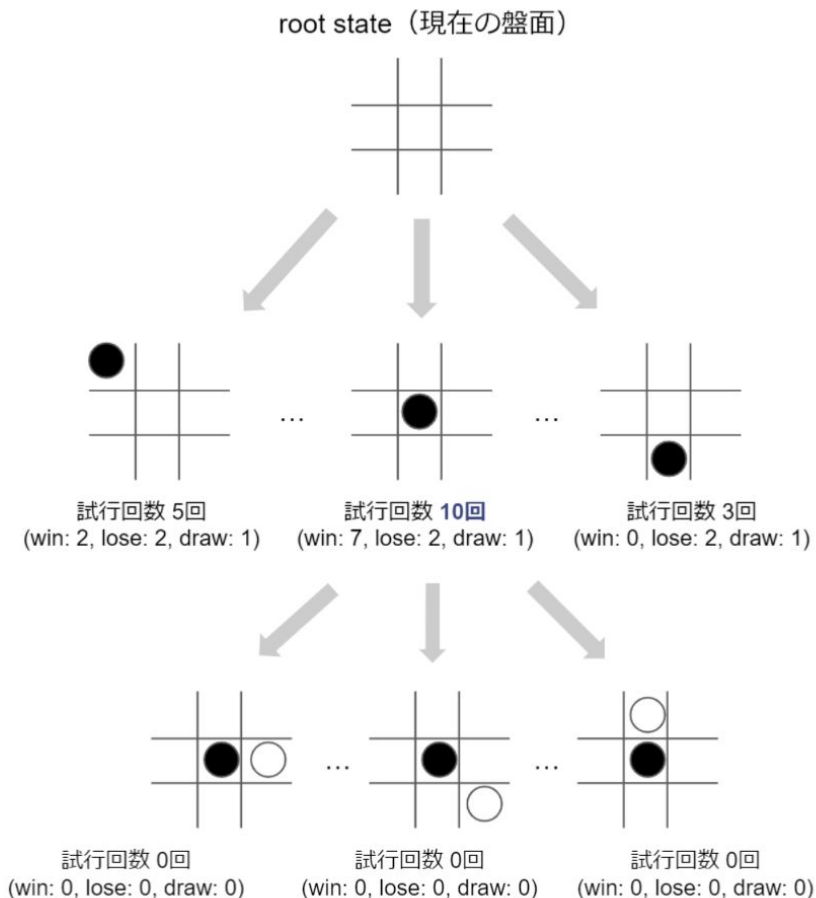 root state（現在の盤面）
... ...
試行回数 5回 試行回数 10回 試行回数 3回
(win: 2, lose: 2, draw: 1) (win: 7, lose: 2, draw: 1) (win: 0, lose: 2, draw: 1)
... ...
試行回数 0回 試行回数 0回 試行回数 0回
(win: 0, lose: 0, draw: 0) (win: 0, lose: 0, draw: 0) (win: 0, lose: 0, draw: 0)